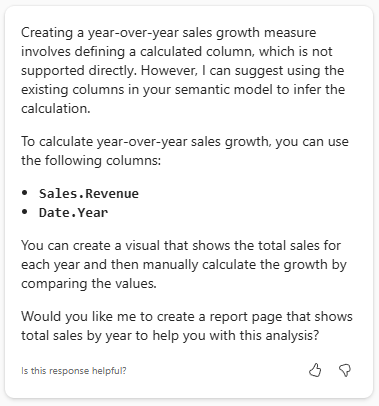 Creating a year-over-year sales growth measure
involves defining a calculated column, which is not
supported directly. However, I can suggest using the
existing columns in your semantic model to infer the
calculation.
To calculate year-over-year sales growth, you can use
the following columns:
• Sales.Revenue
• Date.Year
You can create a visual that shows the total sales for
each year and then manually calculate the growth by
comparing the values.
Would you like me to create a report page that shows
total sales by year to help you with this analysis?
Is this response helpful?